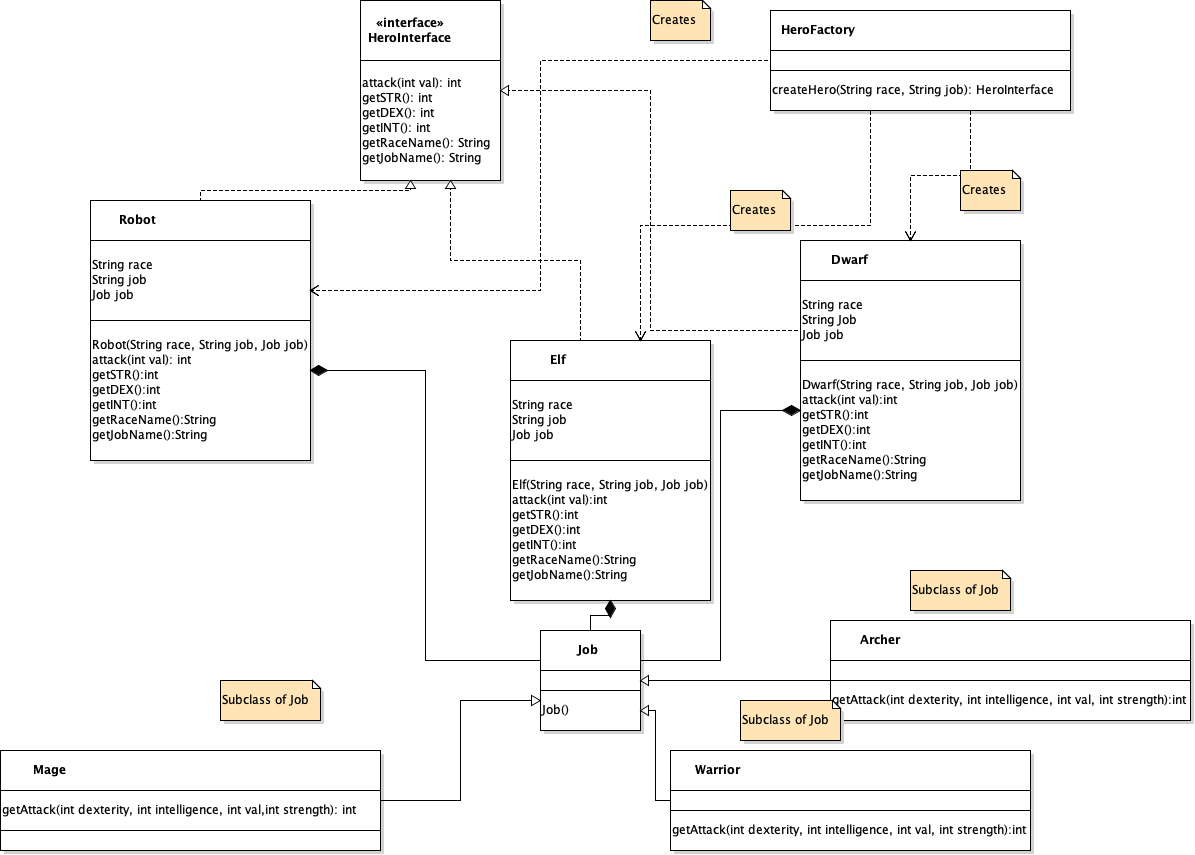 «interface»
HeroInterface
attack(int val): int
getSTR(): int
getDEX(): int
getINT(): int
getRaceName(): String
getJobName(): String
Creates
HeroFactory
createHero(String race, String job): HeroInterface
Creates
Creates
Robot
String race
String job
Job job
Robot(String race, String job, Job job)
attack(int val): int
getSTR():int
getDEX():int
getINT():int
getRaceName():String
getJobName():String
Elf
String race
String job
Job job
Elf(String race, String job, Job job)
attack(int val):int
getSTR():int
getDEX():int
getINT():int
getRaceName():String
getJobName():String
Dwarf
String race
String Job
Job job
Dwarf(String race, String job, Job job)
attack(int val):int
getSTR():int
getDEX():int
getINT():int
getRaceName():String
getJobName():String
Subclass of Job
Archer
getAttack(int dexterity, int intelligence, int val, int strength):int
Job
Job()
Subclass of Job
Subclass of Job
Mage
getAttack(int dexterity, int intelligence, int val,int strength): int
Warrior
getAttack(int dexterity, int intelligence, int val, int strength):int